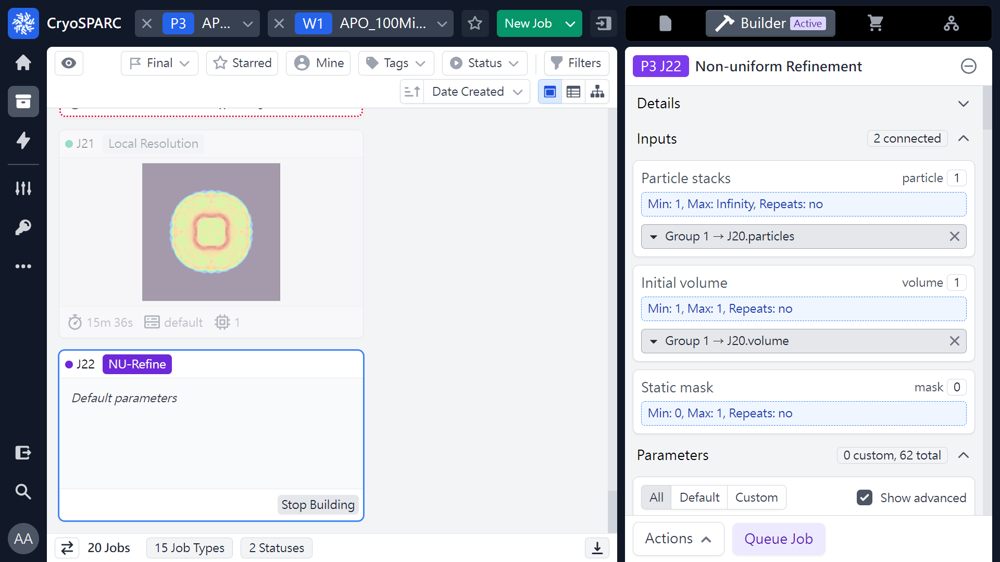 CryoSPARC
P3 AP...
W1 APO_100Mi...
New Job
Builder Active
Final
Starred
Mine
Tags
Status
Filters
Date Created
J21 Local Resolution
15m 36s default 1
J22 NU-Refine
Default parameters
Stop Building
20 Jobs 15 Job Types 2 Statuses
AA
P3 J22 Non-uniform Refinement
Details
Inputs 2 connected
Particle stacks particle 1
Min: 1, Max: Infinity, Repeats: no
Group 1 → J20.particles
Initial volume volume 1
Min: 1, Max: 1, Repeats: no
Group 1 → J20.volume
Static mask mask 0
Min: 0, Max: 1, Repeats: no
Parameters 0 custom, 62 total
All Default Custom Show advanced
Actions Queue Job